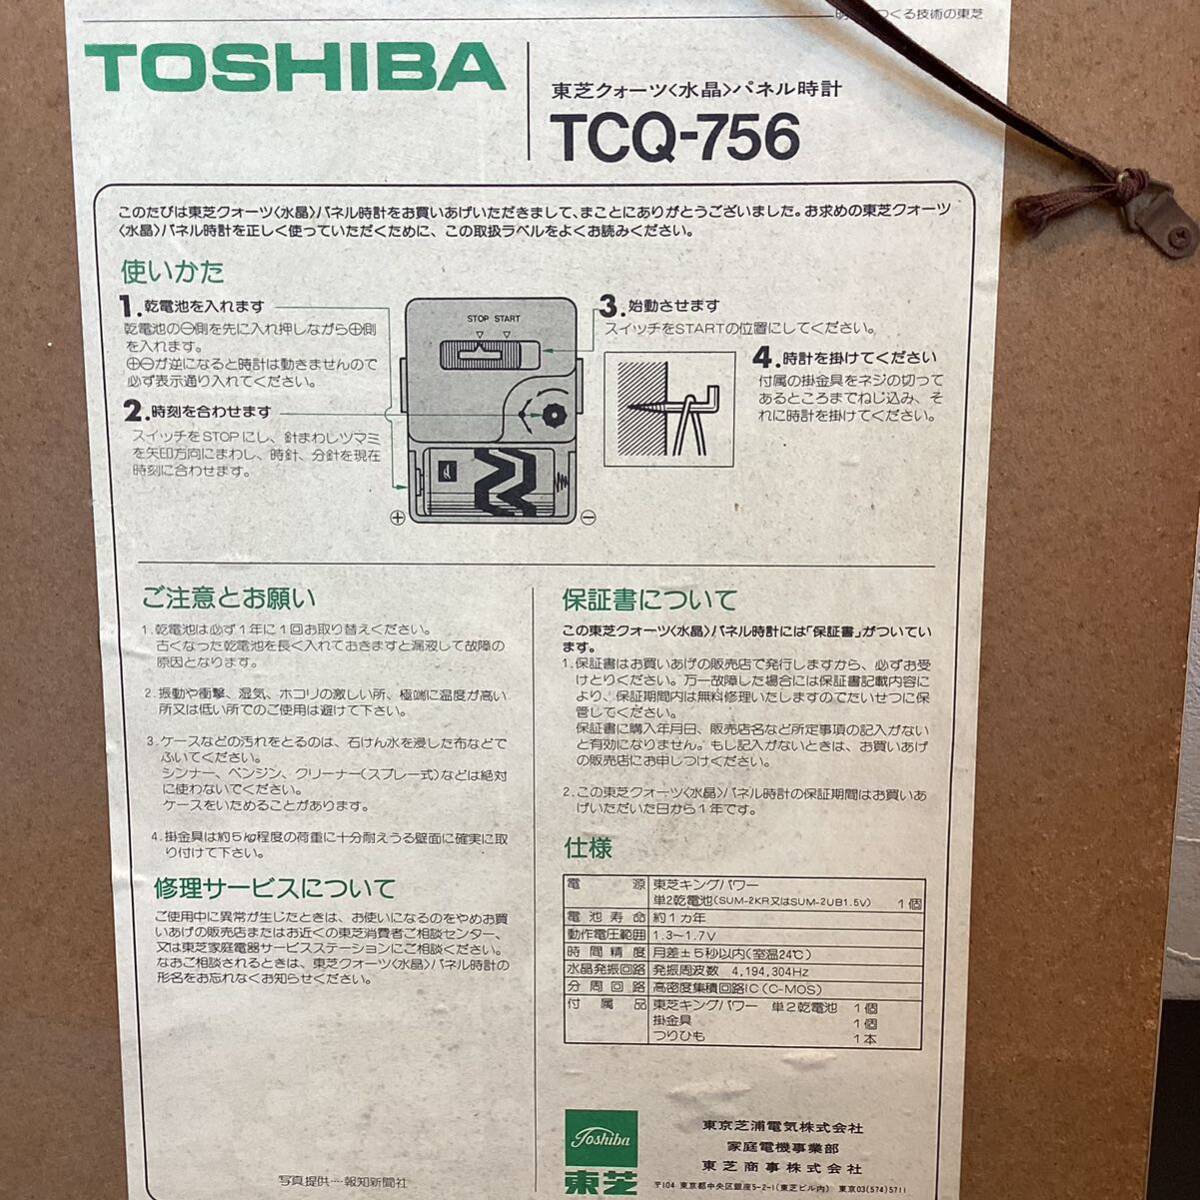 つくる技術の東芝
TOSHIBA
東芝クォーツ〈水晶〉パネル時計
TCQ-756
このたびは東芝クォーツ〈水晶〉パネル時計をお買いあげいただきまして、まことにありがとうございました。お求めの東芝クォーツ
〈水晶〉パネル時計を正しく使っていただくために、この取扱ラベルをよくお読みください。
使いかた
1.乾電池を入れます
乾電池の⊖側を先に入れ押しながら⊕側
を入れます。
⊕⊖が逆になると時計は動きませんので
必ず表示通り入れてください。
2.時刻を合わせます
スイッチをSTOPにし、針まわしツマミ
を矢印方向にまわし、時針、分針を現在
時刻に合わせます。
STOP START
⊕
⊖
3.始動させます
スイッチをSTARTの位置にしてください。
4.時計を掛けてください
付属の掛金具をネジの切って
あるところまでねじ込み、そ
れに時計を掛けてください。
ご注意とお願い
1.乾電池は必ず1年に1回お取り替えください。
古くなった乾電池を長く入れておきますと漏液して故障の
原因となります。
2.振動や衝撃、湿気、ホコリの激しい所、極端に温度が高い
所又は低い所でのご使用は避けて下さい。
3.ケースなどの汚れをとるのは、石けん水を浸した布などで
ふいてください。
シンナー、ベンジン、クリーナー(スプレー式)などは絶対
に使わないでください。
ケースをいためることがあります。
4.掛金具は約5kg程度の荷重に十分耐えうる壁面に確実に取
り付けて下さい。
修理サービスについて
ご使用中に異常が生じたときは、お使いになるのをやめお買
いあげの販売店またはお近くの東芝消費者ご相談センター、
又は東芝家庭電器サービスステーションにご相談ください。
なおご相談されるときは、東芝クォーツ〈水晶〉パネル時計の
形名をお忘れなくお知らせください。
写真提供…報知新聞社
保証書について
この東芝クォーツ〈水晶〉パネル時計には「保証書」がついてい
ます。
1.保証書はお買いあげの販売店で発行しますから、必ずお受
けとりください。万一故障した場合には保証書記載内容に
より、保証期間内は無料修理いたしますのでたいせつに保
管してください。
保証書に購入年月日、販売店名など所定事項の記入がない
と有効になりません。もし記入がないときは、お買いあげ
の販売店にお申しつけください。
2.この東芝クォーツ〈水晶〉パネル時計の保証期間はお買いあ
げいただいた日から1年です。
仕様
電源 東芝キングパワー
単2乾電池(SUM-2KR又はSUM-2UB1.5V) 1個
電池寿命 約1カ年
動作電圧範囲 1.3〜1.7V
時間精度 月差±5秒以内(室温24℃)
水晶発振回路 発振周波数 4,194,304Hz
分周回路 高密度集積回路IC(C-MOS)
付属品 東芝キングパワー 単2乾電池 1個
掛金具 1個
つりひも 1本
Toshiba
東芝
東京芝浦電気株式会社
家庭電機事業部
東芝商事株式会社
〒104 東京都中央区銀座5-2-1(東芝ビル内) 東京03(574)5711